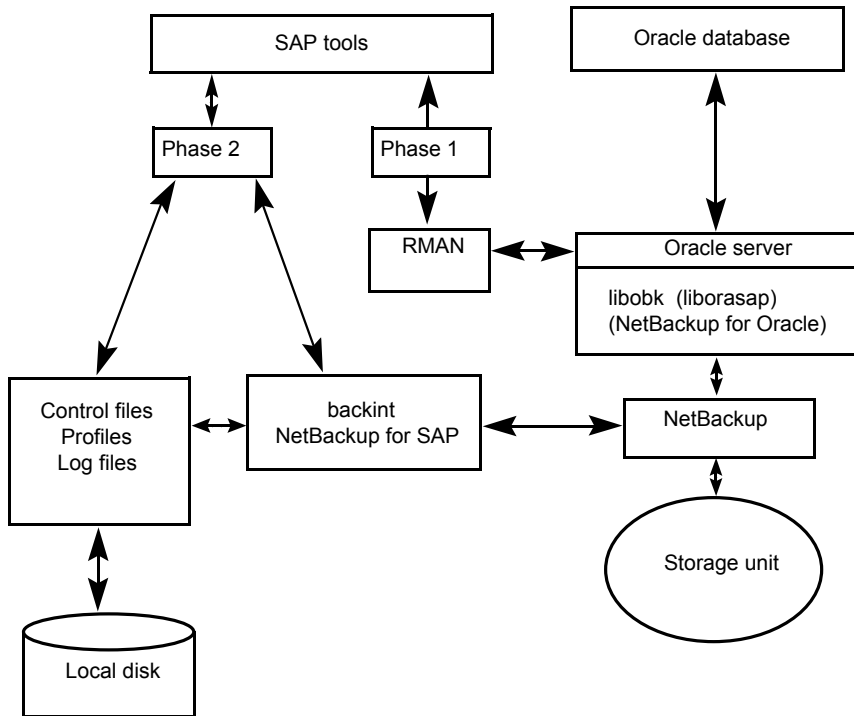 SAP tools
Oracle database
Phase 2
Phase 1
RMAN
Oracle server
libobk (liborasap)
(NetBackup for Oracle)
Control files
Profiles
Log files
backint
NetBackup for SAP
NetBackup
Storage unit
Local disk